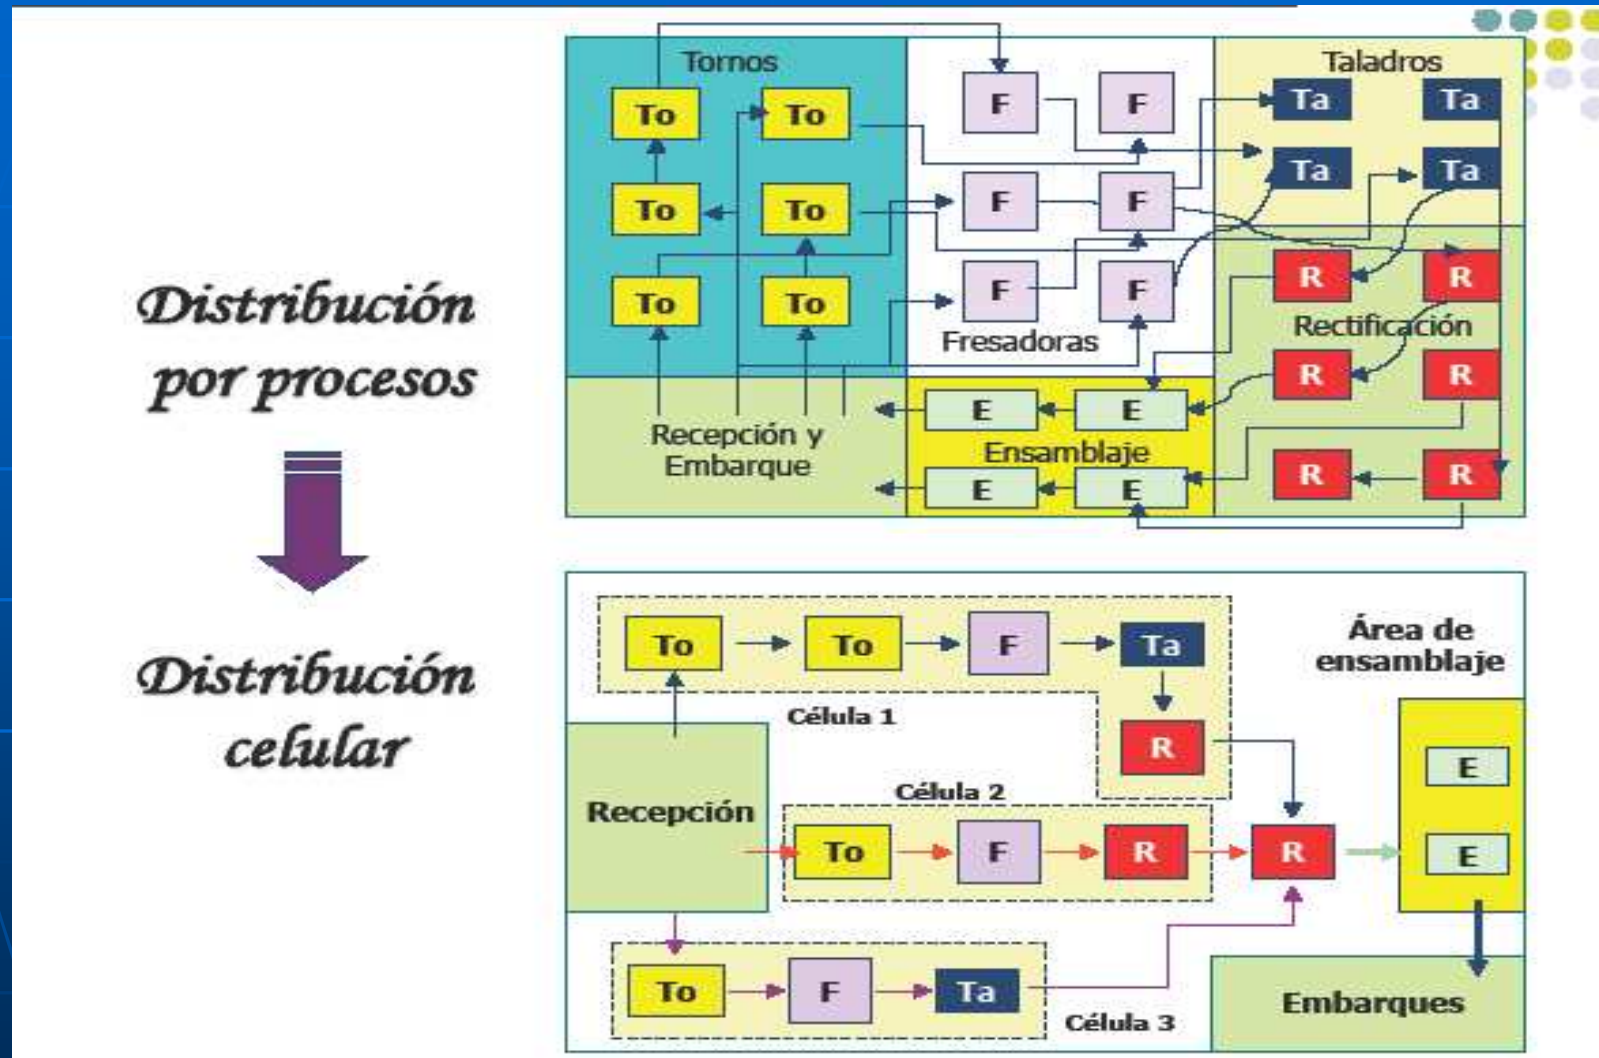 Distribución
por procesos
Distribución
celular
Tornos
To To
To To
To To
F F
F F
F F
Fresadoras
Taladros
Ta Ta
Ta Ta
R R
Rectificación
R R
R R
Recepción y
Embarque
E E
Ensamblaje
E E
To To F Ta
R
Célula 1
Recepción
Célula 2
To F R R
To F Ta
Célula 3
Área de
ensamblaje
E
E
Embarques